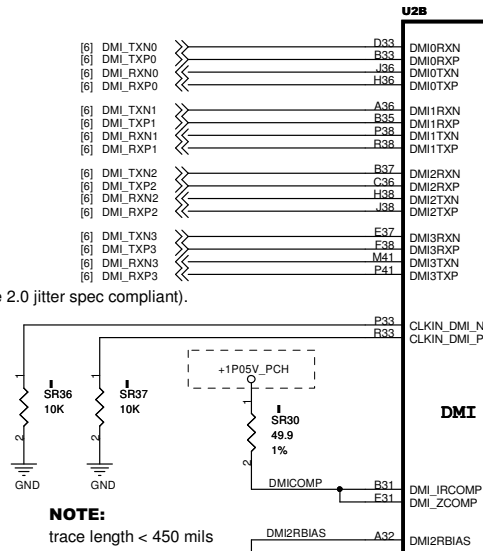 U2B
[6] DMI_TXN0 D33 DMI0RXN
[6] DMI_TXP0 B33 DMI0RXP
[6] DMI_RXN0 J36 DMI0TXN
[6] DMI_RXP0 H36 DMI0TXP
[6] DMI_TXN1 A36 DMI1RXN
[6] DMI_TXP1 B35 DMI1RXP
[6] DMI_RXN1 P38 DMI1TXN
[6] DMI_RXP1 R38 DMI1TXP
[6] DMI_TXN2 B37 DMI2RXN
[6] DMI_TXP2 C36 DMI2RXP
[6] DMI_RXN2 H38 DMI2TXN
[6] DMI_RXP2 J38 DMI2TXP
[6] DMI_TXN3 E37 DMI3RXN
[6] DMI_TXP3 F38 DMI3RXP
[6] DMI_RXN3 M41 DMI3TXN
[6] DMI_RXP3 P41 DMI3TXP
e 2.0 jitter spec compliant).
P33 CLKIN_DMI_N
R33 CLKIN_DMI_P
+1P05V_PCH
1 SR36 10K 2
1 SR37 10K 2
1 SR30 49.9 1% 2
DMI
GND
GND
DMICOMP B31 DMI_IRCOMP
E31 DMI_ZCOMP
NOTE:
trace length < 450 mils
DMI2RBIAS A32 DMI2RBIAS